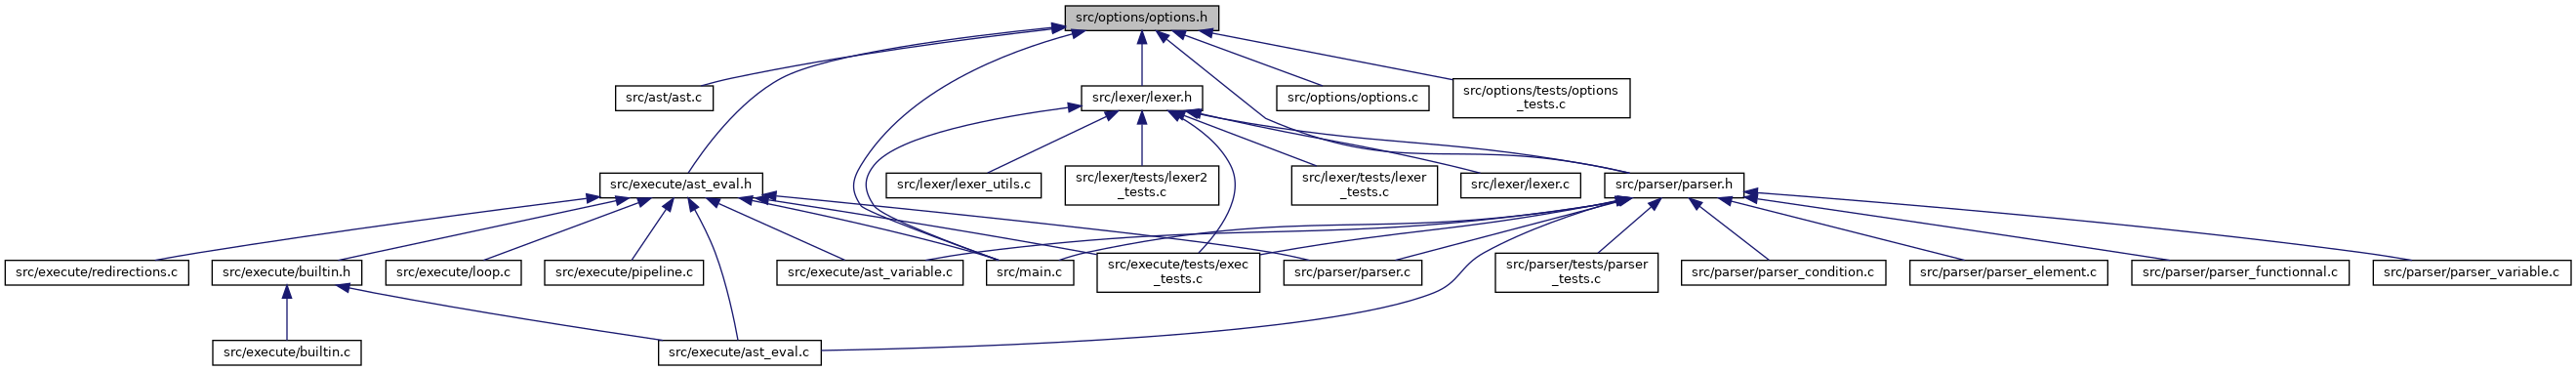 src/options/options.h
src/ast/ast.c
src/lexer/lexer.h
src/options/options.c
src/options/tests/options
_tests.c
src/execute/ast_eval.h
src/lexer/lexer_utils.c
src/lexer/tests/lexer2
_tests.c
src/lexer/tests/lexer
_tests.c
src/lexer/lexer.c
src/parser/parser.h
src/execute/redirections.c
src/execute/builtin.h
src/execute/loop.c
src/execute/pipeline.c
src/execute/ast_variable.c
src/main.c
src/execute/tests/exec
_tests.c
src/parser/parser.c
src/parser/tests/parser
_tests.c
src/parser/parser_condition.c
src/parser/parser_element.c
src/parser/parser_functionnal.c
src/parser/parser_variable.c
src/execute/builtin.c
src/execute/ast_eval.c